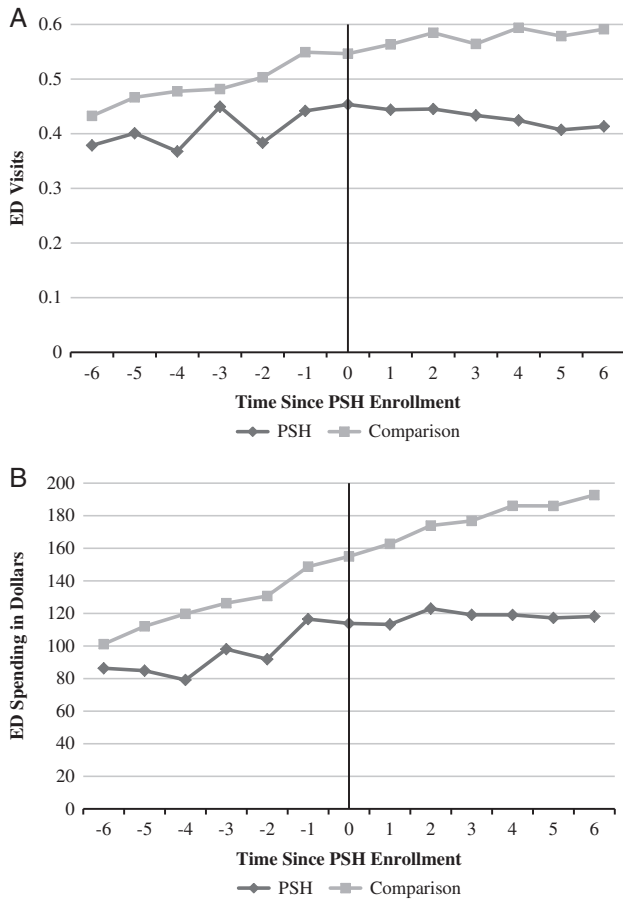 A
0.6
0.5
0.4
0.3
0.2
0.1
0
ED Visits
-6 -5 -4 -3 -2 -1 0 1 2 3 4 5 6
Time Since PSH Enrollment
PSH Comparison
B
200
180
160
140
120
100
80
60
40
20
0
ED Spending in Dollars
-6 -5 -4 -3 -2 -1 0 1 2 3 4 5 6
Time Since PSH Enrollment
PSH Comparison